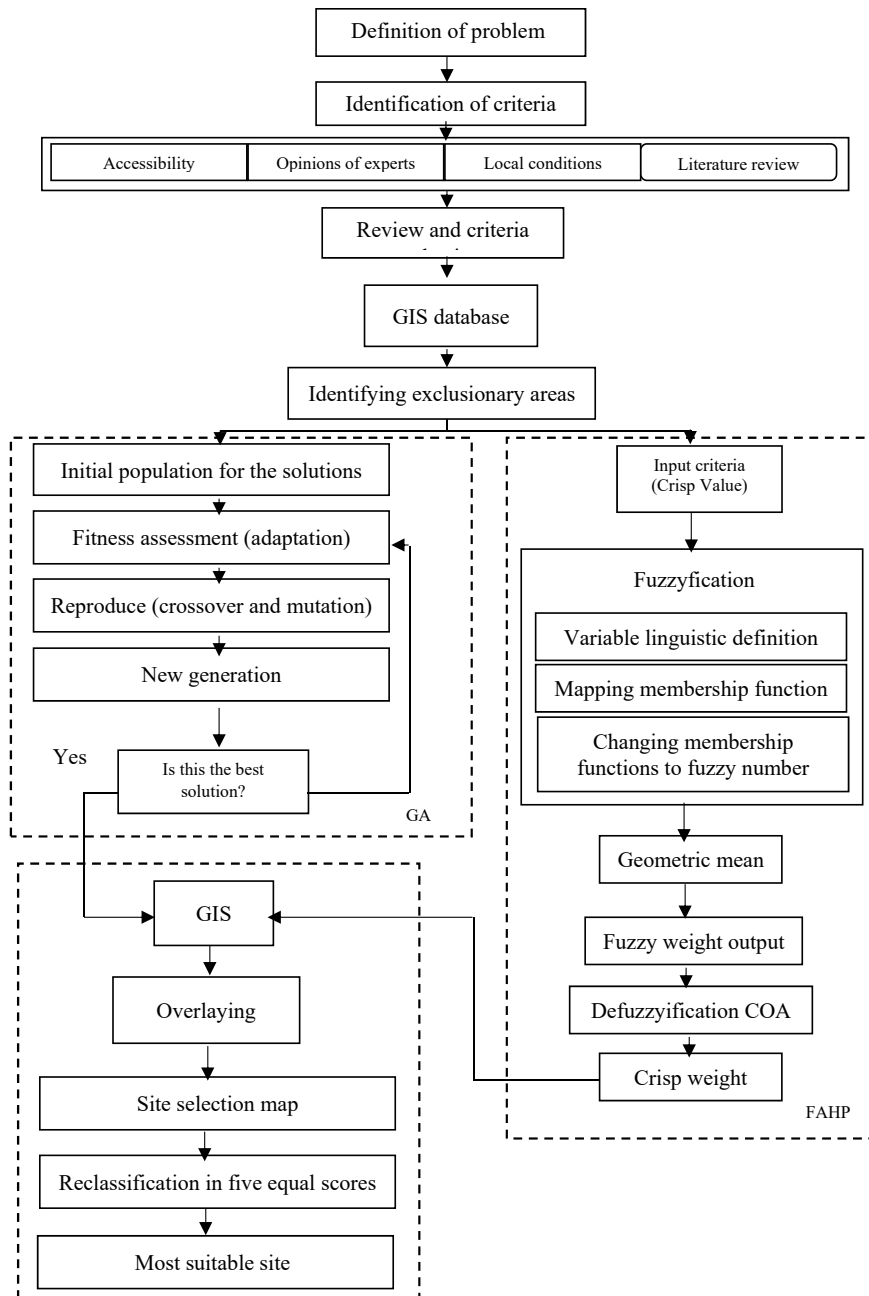 Definition of problem
Identification of criteria
Accessibility
Opinions of experts
Local conditions
Literature review
Review and criteria
GIS database
Identifying exclusionary areas
Initial population for the solutions
Fitness assessment (adaptation)
Reproduce (crossover and mutation)
New generation
Yes
Is this the best
solution?
GA
Input criteria
(Crisp Value)
Fuzzyfication
Variable linguistic definition
Mapping membership function
Changing membership
functions to fuzzy number
Geometric mean
Fuzzy weight output
Defuzzyification COA
Crisp weight
FAHP
GIS
Overlaying
Site selection map
Reclassification in five equal scores
Most suitable site